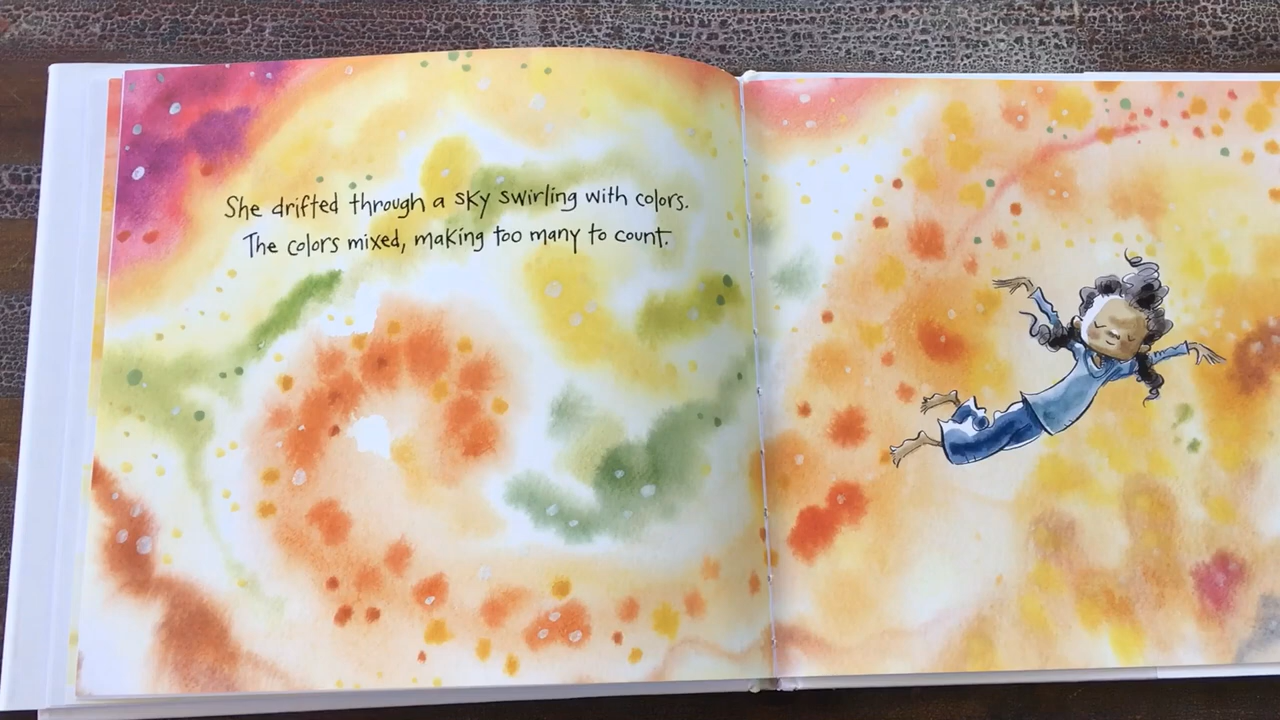 She drifted through a sky swirling with colors.
The colors mixed, making too many to count.